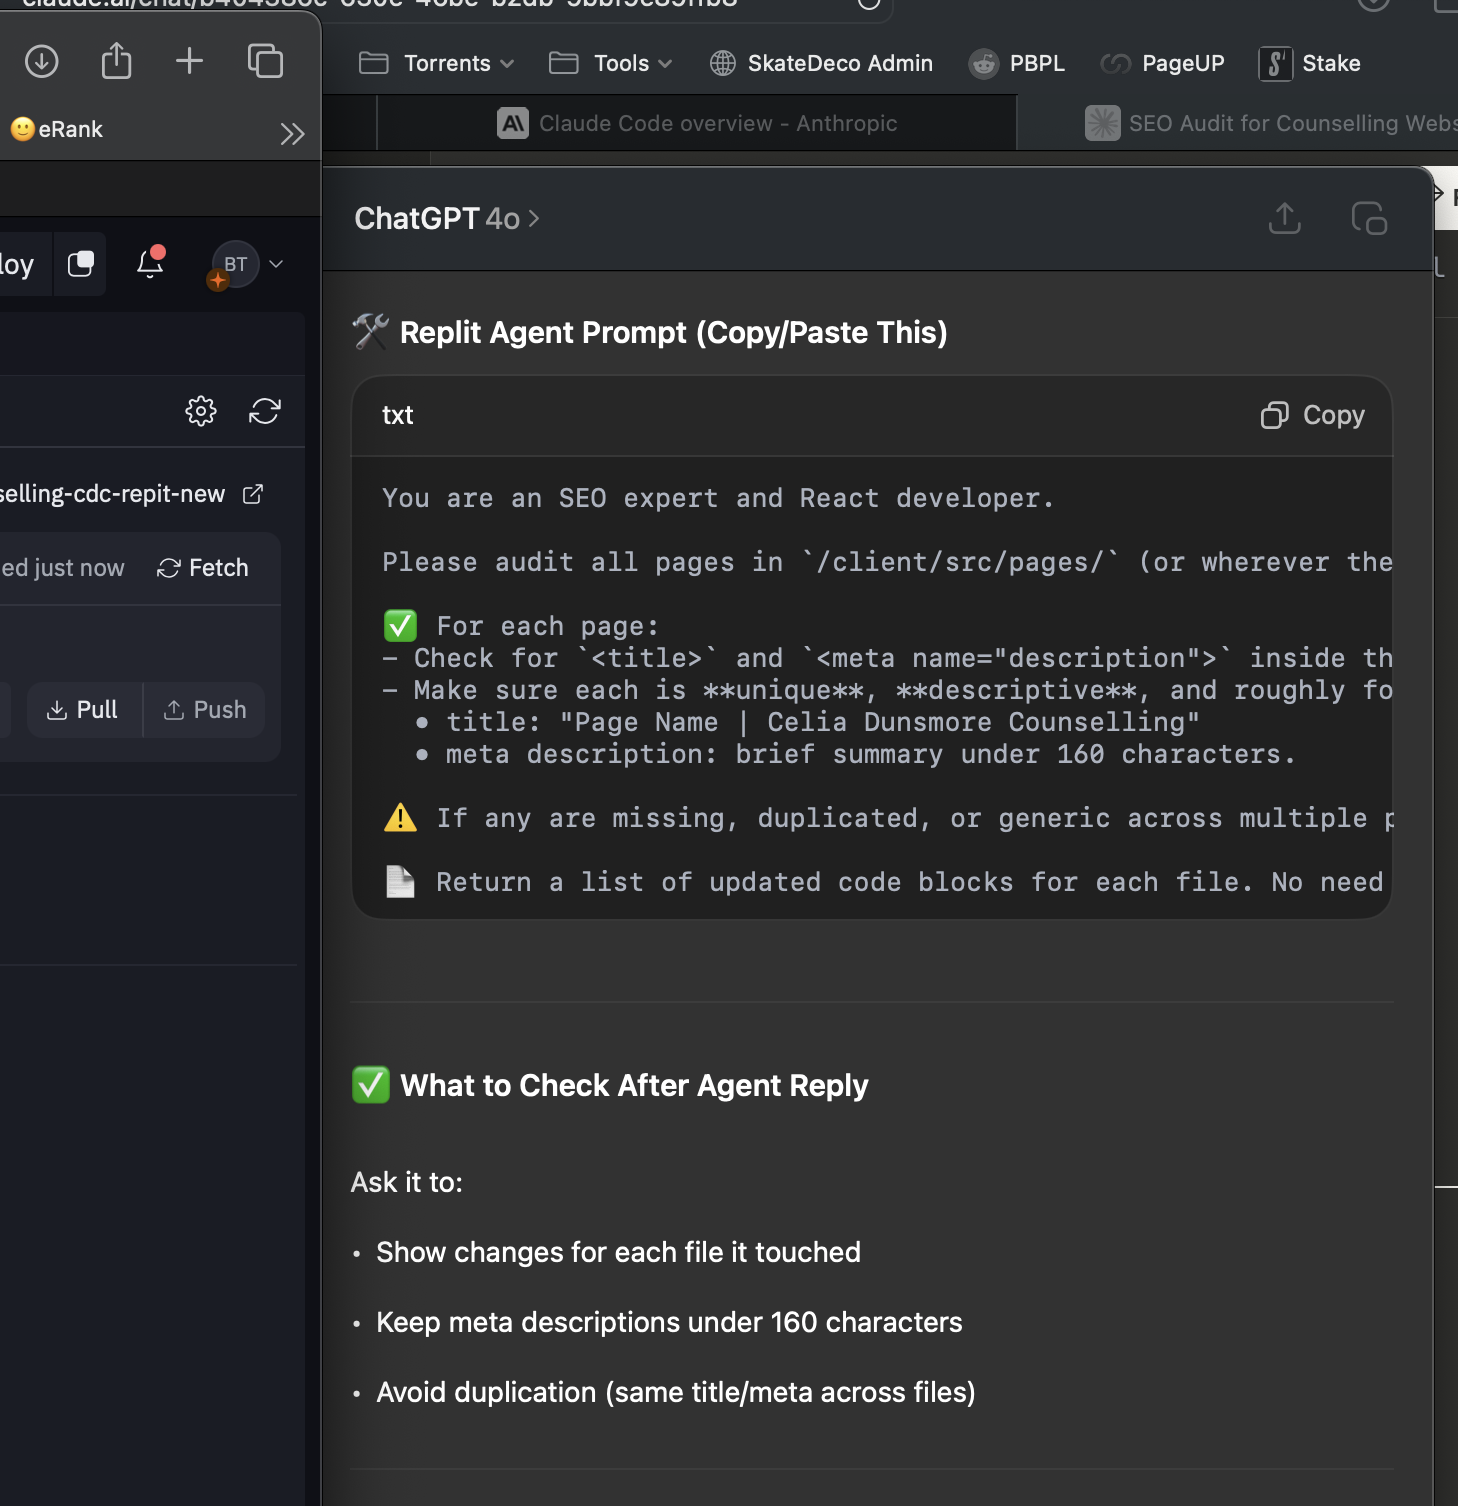 Torrents
Tools
SkateDeco Admin
PBPL
PageUP
Stake
eRank
Claude Code overview - Anthropic
SEO Audit for Counselling Webs
ChatGPT 4o
loy
BT
🛠️ Replit Agent Prompt (Copy/Paste This)
txt
Copy
selling-cdc-repit-new
ed just now
Fetch
Pull
Push
You are an SEO expert and React developer.
Please audit all pages in `/client/src/pages/` (or wherever the
✅ For each page:
- Check for `<title>` and `<meta name="description">` inside th
- Make sure each is **unique**, **descriptive**, and roughly fo
• title: "Page Name | Celia Dunsmore Counselling"
• meta description: brief summary under 160 characters.
⚠️ If any are missing, duplicated, or generic across multiple p
📄 Return a list of updated code blocks for each file. No need
✅ What to Check After Agent Reply
Ask it to:
• Show changes for each file it touched
• Keep meta descriptions under 160 characters
• Avoid duplication (same title/meta across files)